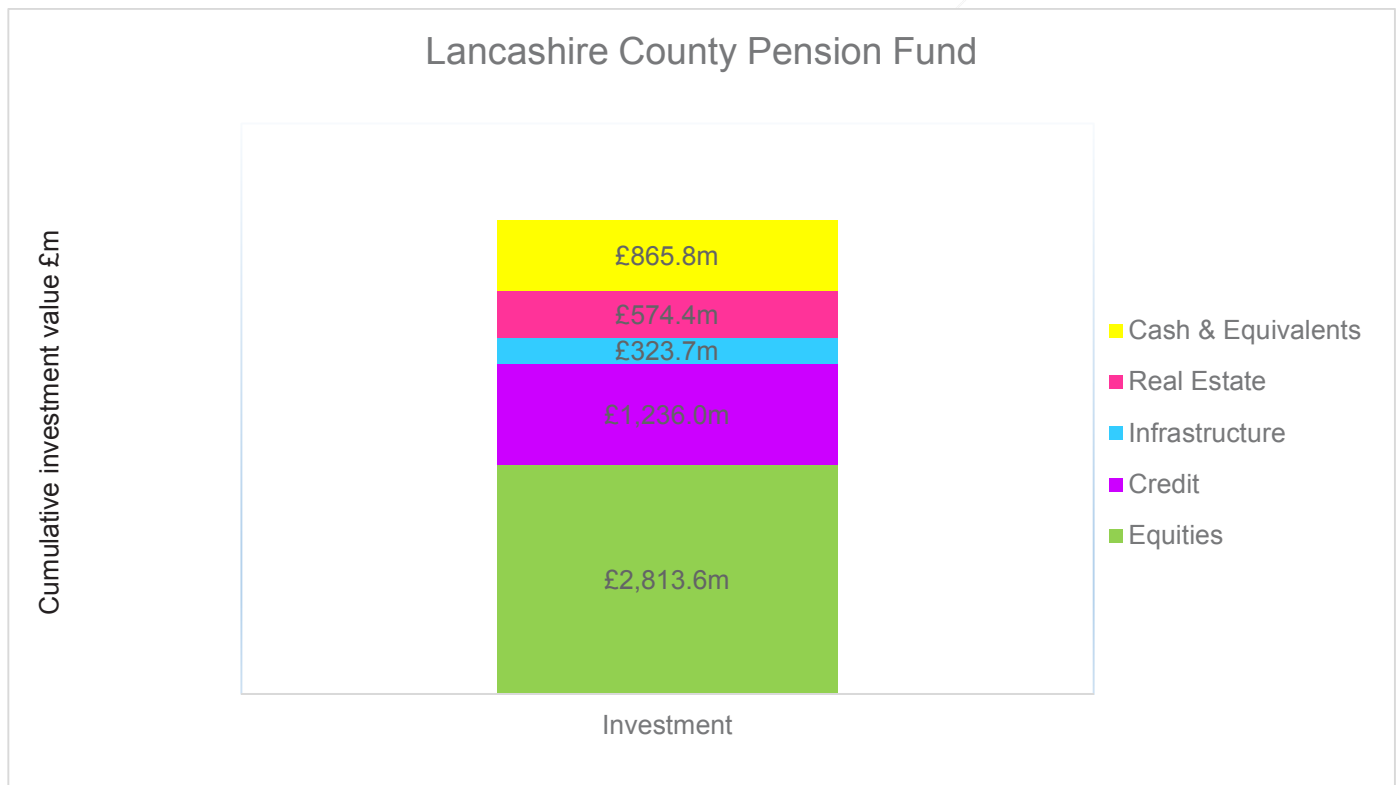 Lancashire County Pension Fund
Cumulative investment value £m
£865.8m
£574.4m
£323.7m
£1,236.0m
£2,813.6m
Investment
Cash & Equivalents
Real Estate
Infrastructure
Credit
Equities